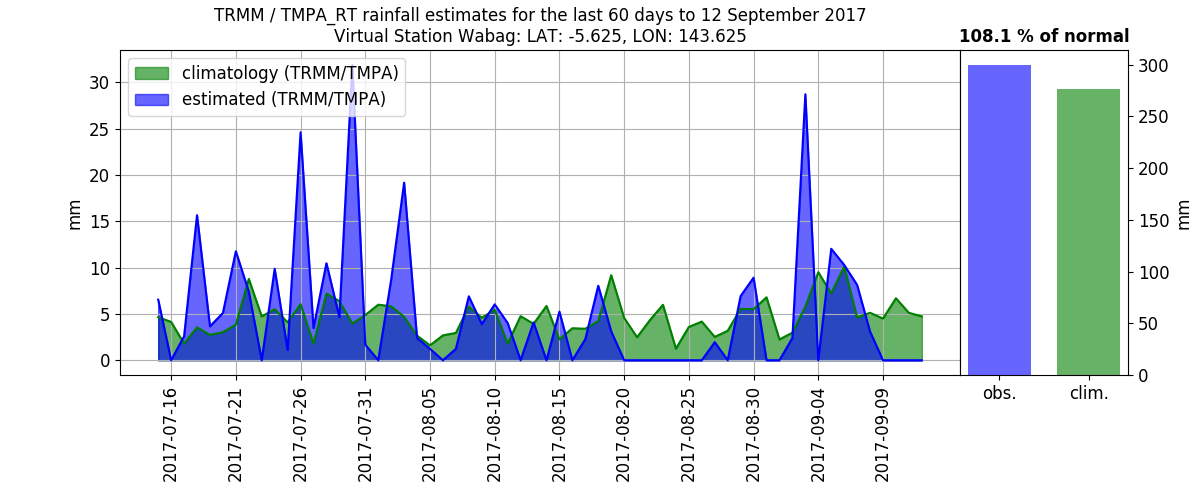 TRMM / TMPA_RT rainfall estimates for the last 60 days to 12 September 2017
Virtual Station Wabag: LAT: -5.625, LON: 143.625
108.1 % of normal
climatology (TRMM/TMPA)
estimated (TRMM/TMPA)
30
25
20
15
10
5
0
mm
2017-07-16
2017-07-21
2017-07-26
2017-07-31
2017-08-05
2017-08-10
2017-08-15
2017-08-20
2017-08-25
2017-08-30
2017-09-04
2017-09-09
300
250
200
150
100
50
0
mm
obs.
clim.